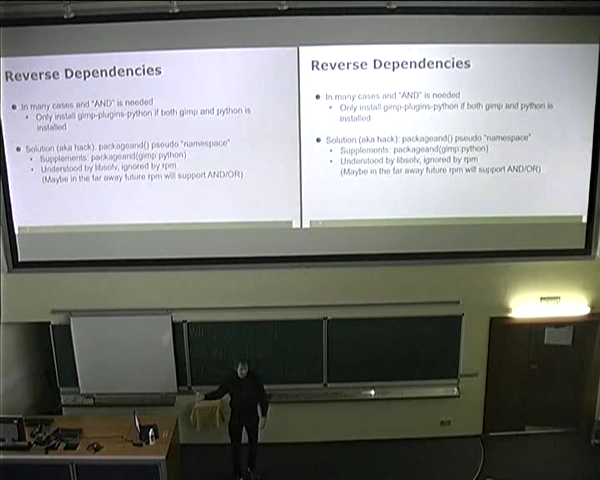 Reverse Dependencies
● In many cases and "AND" is needed
• Only install gimp-plugins-python if both gimp and python is
installed
● Solution (aka hack): packageand() pseudo "namespace"
• Supplements: packageand(gimp:python)
• Understood by libsolv, ignored by rpm
(Maybe in the far away future rpm will support AND/OR)
Reverse Dependencies
● In many cases and "AND" is needed
• Only install gimp-plugins-python if both gimp and python is
installed
● Solution (aka hack): packageand() pseudo "namespace"
• Supplements: packageand(gimp:python)
• Understood by libsolv, ignored by rpm
(Maybe in the far away future rpm will support AND/OR)